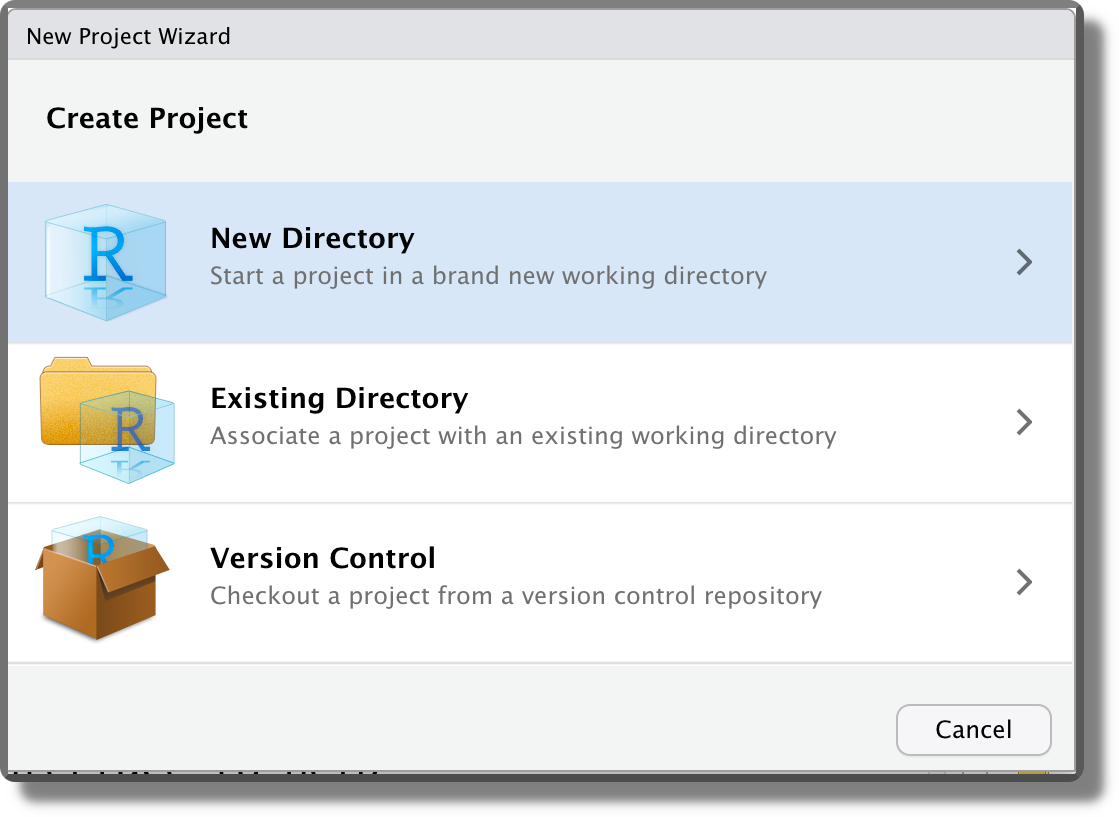 New Project Wizard
Create Project
R
New Directory
Start a project in a brand new working directory
R
Existing Directory
Associate a project with an existing working directory
R
Version Control
Checkout a project from a version control repository
Cancel